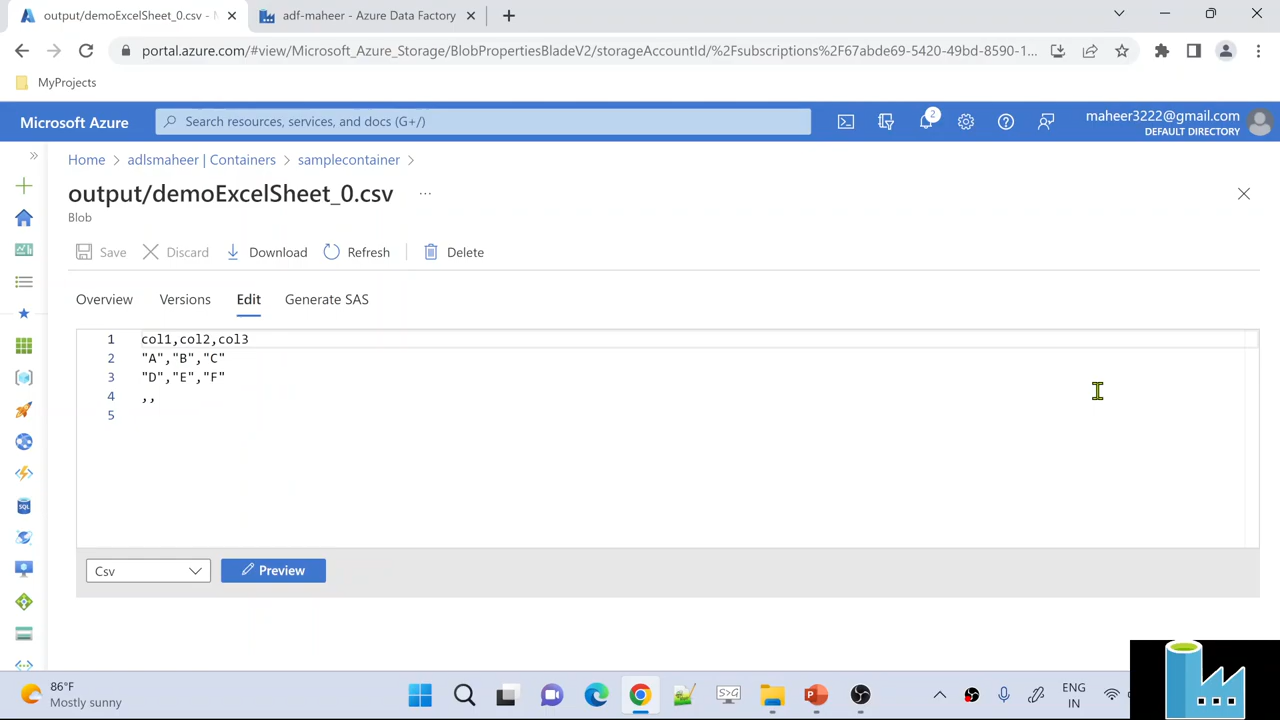 output/demoExcelSheet_0.csv -
adf-maheer - Azure Data Factory
portal.azure.com/#view/Microsoft_Azure_Storage/BlobPropertiesBladeV2/storageAccountId/%2Fsubscriptions%2F67abde69-5420-49bd-8590-1...
MyProjects
Microsoft Azure
Search resources, services, and docs (G+/)
2
maheer3222@gmail.com
DEFAULT DIRECTORY
Home > adlsmaheer | Containers > samplecontainer >
output/demoExcelSheet_0.csv ...
Blob
Save Discard Download Refresh Delete
Overview Versions Edit Generate SAS
1 col1,col2,col3
2 "A","B","C"
3 "D","E","F"
4 ,,
5
Csv Preview
SQL
86°F
Mostly sunny
S>G
ENG
IN